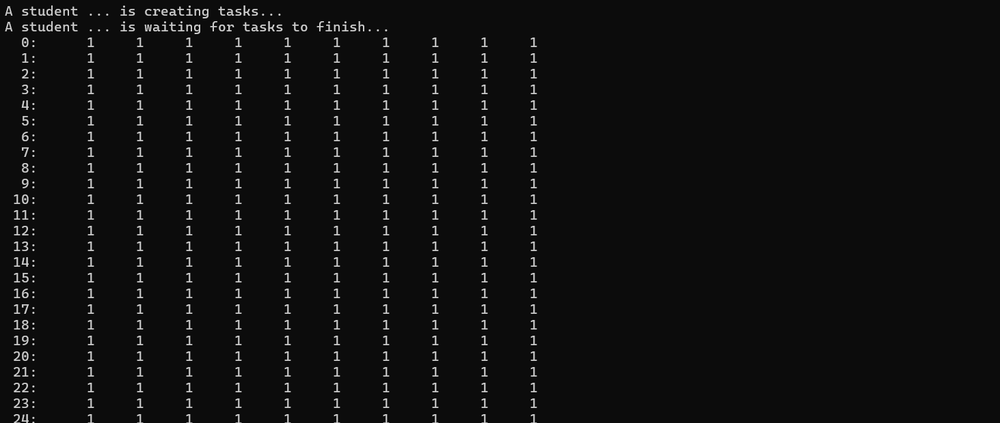 A student ... is creating tasks...
A student ... is waiting for tasks to finish...
  0:      1     1     1     1     1     1     1     1     1     1
  1:      1     1     1     1     1     1     1     1     1     1
  2:      1     1     1     1     1     1     1     1     1     1
  3:      1     1     1     1     1     1     1     1     1     1
  4:      1     1     1     1     1     1     1     1     1     1
  5:      1     1     1     1     1     1     1     1     1     1
  6:      1     1     1     1     1     1     1     1     1     1
  7:      1     1     1     1     1     1     1     1     1     1
  8:      1     1     1     1     1     1     1     1     1     1
  9:      1     1     1     1     1     1     1     1     1     1
 10:      1     1     1     1     1     1     1     1     1     1
 11:      1     1     1     1     1     1     1     1     1     1
 12:      1     1     1     1     1     1     1     1     1     1
 13:      1     1     1     1     1     1     1     1     1     1
 14:      1     1     1     1     1     1     1     1     1     1
 15:      1     1     1     1     1     1     1     1     1     1
 16:      1     1     1     1     1     1     1     1     1     1
 17:      1     1     1     1     1     1     1     1     1     1
 18:      1     1     1     1     1     1     1     1     1     1
 19:      1     1     1     1     1     1     1     1     1     1
 20:      1     1     1     1     1     1     1     1     1     1
 21:      1     1     1     1     1     1     1     1     1     1
 22:      1     1     1     1     1     1     1     1     1     1
 23:      1     1     1     1     1     1     1     1     1     1
 24:      1     1     1     1     1     1     1     1     1     1